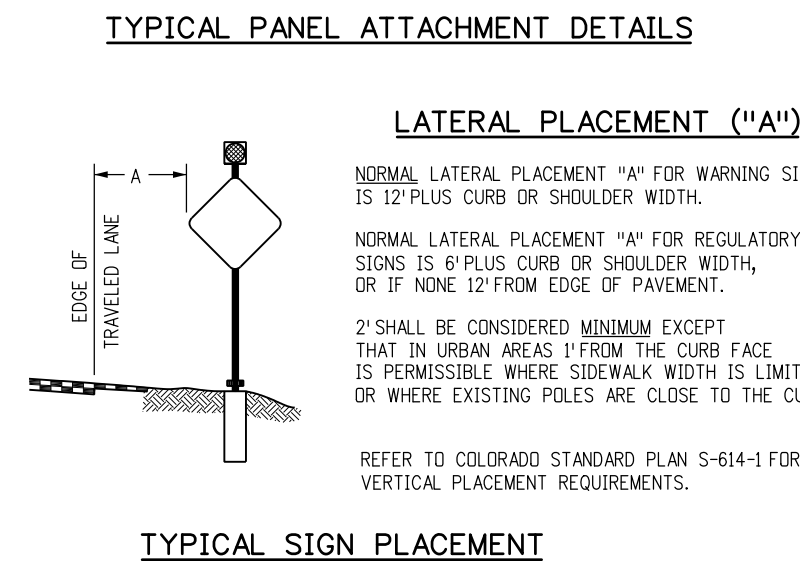 TYPICAL PANEL ATTACHMENT DETAILS
LATERAL PLACEMENT ("A")
A
EDGE OF
TRAVELED LANE
NORMAL LATERAL PLACEMENT "A" FOR WARNING
IS 12' PLUS CURB OR SHOULDER WIDTH.
NORMAL LATERAL PLACEMENT "A" FOR REGULATORY
SIGNS IS 6' PLUS CURB OR SHOULDER WIDTH,
OR IF NONE 12' FROM EDGE OF PAVEMENT.
2' SHALL BE CONSIDERED MINIMUM EXCEPT
THAT IN URBAN AREAS 1' FROM THE CURB FACE
IS PERMISSIBLE WHERE SIDEWALK WIDTH IS
OR WHERE EXISTING POLES ARE CLOSE TO THE
REFER TO COLORADO STANDARD PLAN S-614-1 FOR
VERTICAL PLACEMENT REQUIREMENTS.
TYPICAL SIGN PLACEMENT